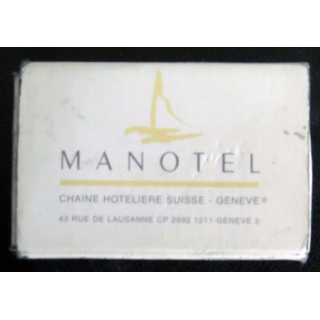 MANOTEL
CHAINE HOTELIERE SUISSE - GENEVE®
43 RUE DE LAUSANNE CP 2692 1211-GENEVE 2